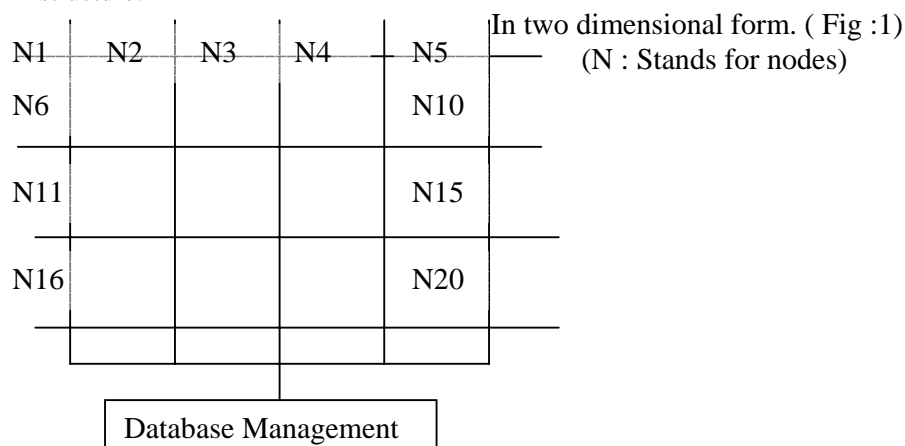 In two dimensional form. ( Fig :1)
N1 N2 N3 N4 N5 (N : Stands for nodes)
N6 N10
N11 N15
N16 N20
Database Management